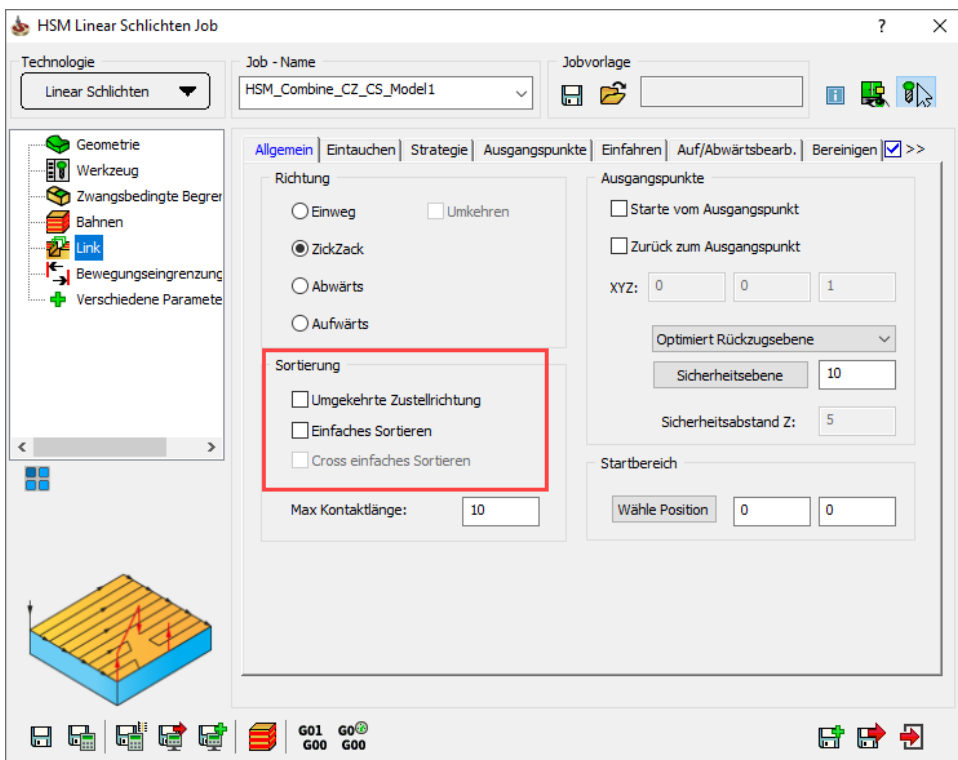 HSM Linear Schlichten Job
?
Technologie
Linear Schlichten
Job - Name
HSM_Combine_CZ_CS_Model1
Jobvorlage
Geometrie
Werkzeug
Zwangsbedingte Begrer
Bahnen
Link
Bewegungseingrenzung
Verschiedene Paramete
Allgemein
Eintauchen
Strategie
Ausgangspunkte
Einfahren
Auf/Abwärtsbearb.
Bereinigen
>>
Richtung
Einweg
Umkehren
ZickZack
Abwärts
Aufwärts
Sortierung
Umgekehrte Zustellrichtung
Einfaches Sortieren
Cross einfaches Sortieren
Max Kontaktlänge: 10
Ausgangspunkte
Starte vom Ausgangspunkt
Zurück zum Ausgangspunkt
XYZ: 0 0 1
Optimiert Rückzugsebene
Sicherheitsebene 10
Sicherheitsabstand Z: 5
Startbereich
Wähle Position 0 0
G01 G0
G00 G00